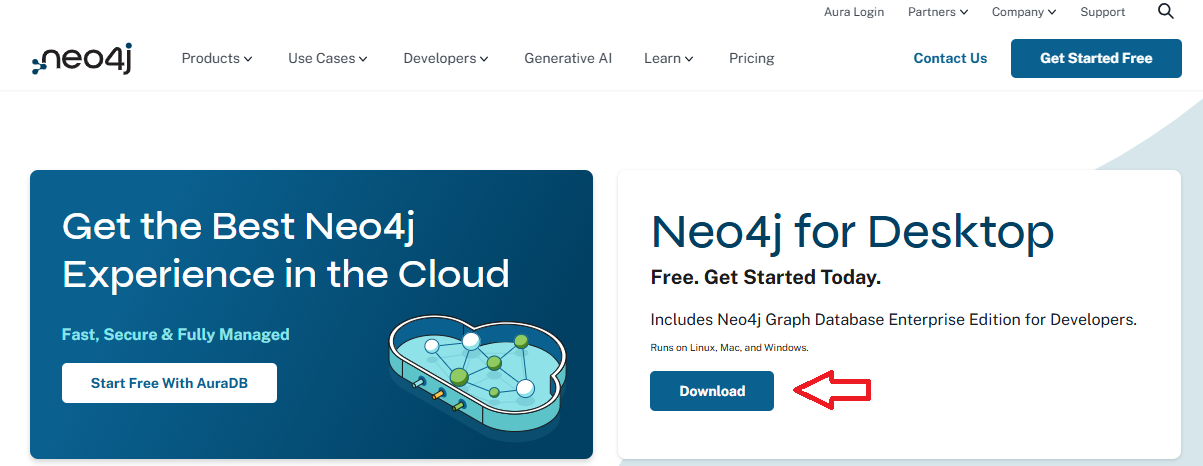 Aura Login Partners Company Support
neo4j Products Use Cases Developers Generative AI Learn Pricing Contact Us Get Started Free
Get the Best Neo4j
Experience in the Cloud
Fast, Secure & Fully Managed
Start Free With AuraDB
Neo4j for Desktop
Free. Get Started Today.
Includes Neo4j Graph Database Enterprise Edition for Developers.
Runs on Linux, Mac, and Windows.
Download